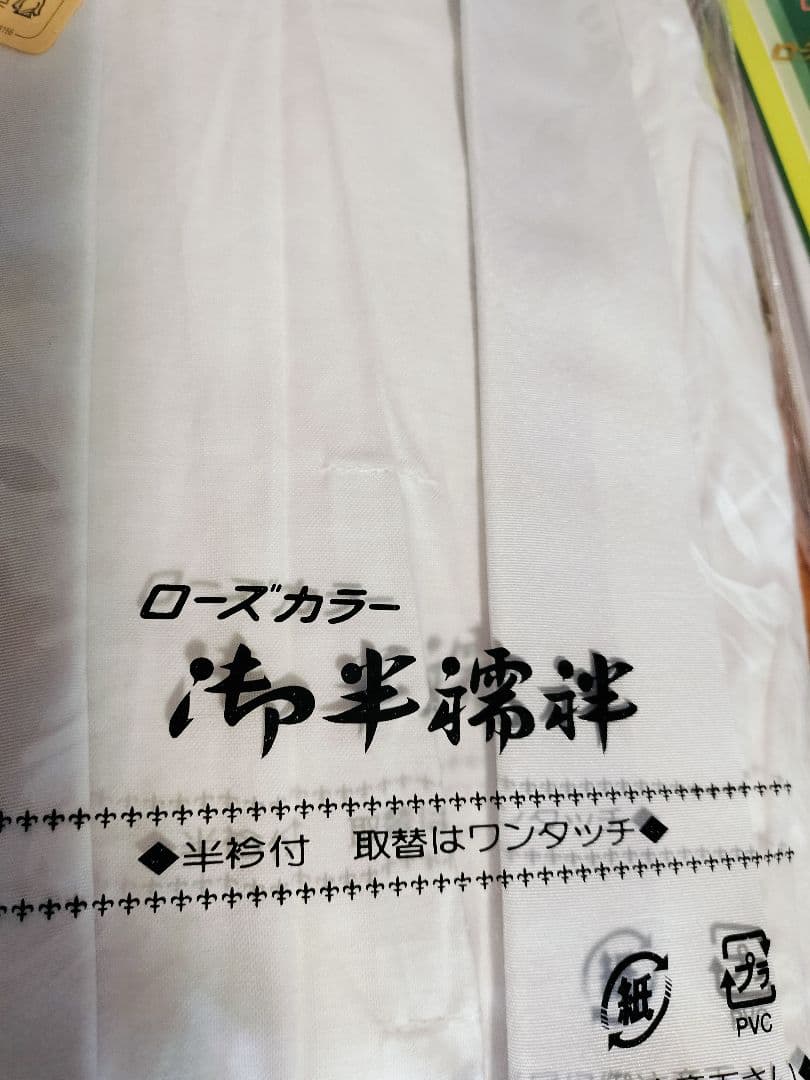 ローズカラー
御半襦袢
◆半衿付　取替はワンタッチ◆
紙
プラ
PVC